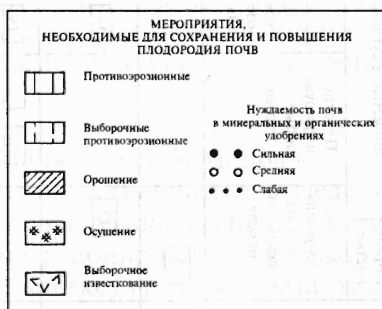 МЕРОПРИЯТИЯ,
НЕОБХОДИМЫЕ ДЛЯ СОХРАНЕНИЯ И ПОВЫШЕНИЯ
ПЛОДОРОДИЯ ПОЧВ
Противоэрозионные
Выборочные
противоэрозионные
Орошение
Осушение
Выборочное
известкование
Нуждаемость почв
в минеральных и органических
удобрениях
Сильная
Средняя
Слабая